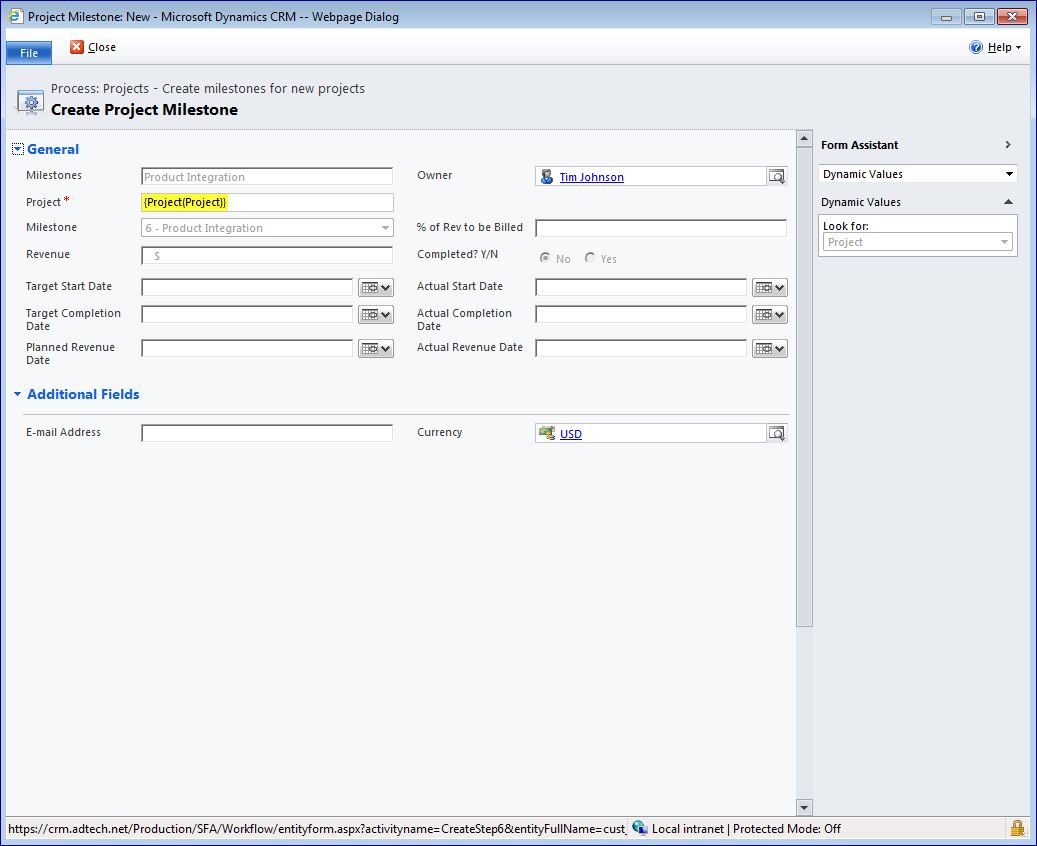 Project Milestone: New - Microsoft Dynamics CRM -- Webpage Dialog
File
Close
Help
Process: Projects - Create milestones for new projects
Create Project Milestone
General
Milestones
Product Integration
Owner
Tim Johnson
Project *
{Project(Project)}
Milestone
6 - Product Integration
% of Rev to be Billed
Revenue
$
Completed? Y/N
No
Yes
Target Start Date
Actual Start Date
Target Completion
Date
Actual Completion
Date
Planned Revenue
Date
Actual Revenue Date
Additional Fields
E-mail Address
Currency
USD
Form Assistant
Dynamic Values
Dynamic Values
Look for:
Project
https://crm.adtech.net/Production/SFA/Workflow/entityform.aspx?activityname=CreateStep6&entityFullName=cust_
Local intranet | Protected Mode: Off